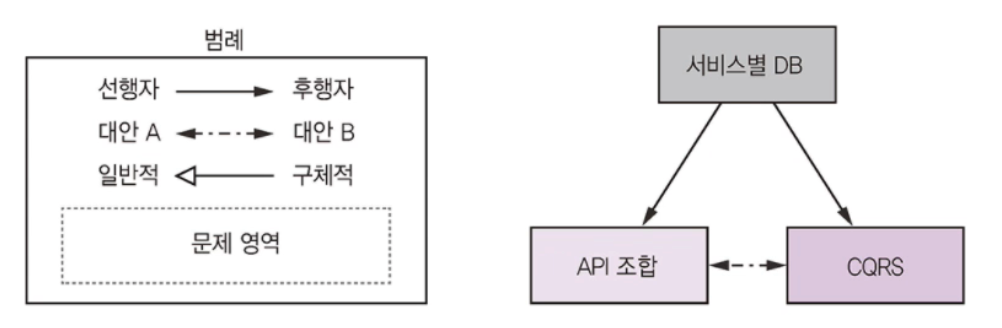 범례
선행자 후행자
대안 A 대안 B
일반적 구체적
문제 영역
서비스별 DB
API 조합 CQRS